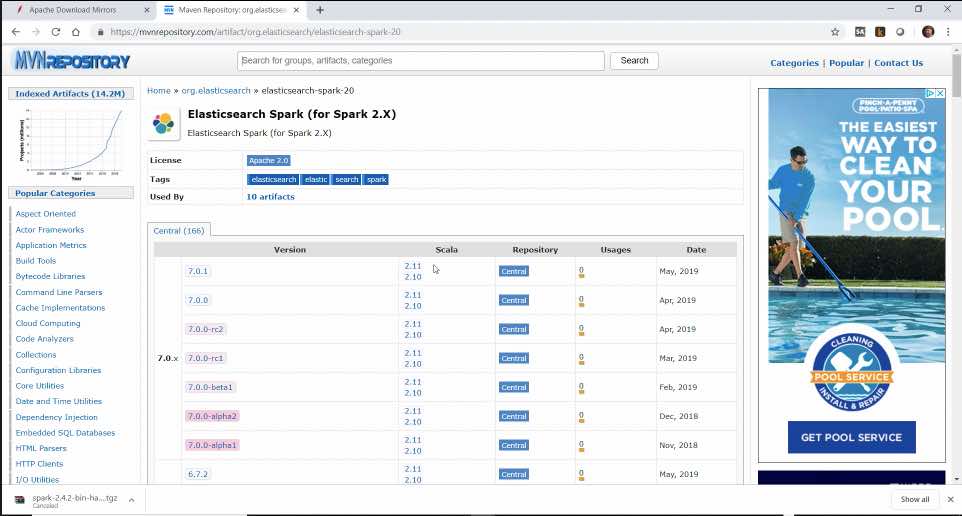 Apache Download Mirrors
Maven Repository: org.elasticsea
https://mvnrepository.com/artifact/org.elasticsearch/elasticsearch-spark-20
MVNREPOSITORY
Search for groups, artifacts, categories
Search
Categories | Popular | Contact Us
Indexed Artifacts (14.2M)
Projects (millions)
Year
Popular Categories
Aspect Oriented
Actor Frameworks
Application Metrics
Build Tools
Bytecode Libraries
Command Line Parsers
Cache Implementations
Cloud Computing
Code Analyzers
Collections
Configuration Libraries
Core Utilities
Date and Time Utilities
Dependency Injection
Embedded SQL Databases
HTML Parsers
HTTP Clients
I/O Utilities
Home » org.elasticsearch » elasticsearch-spark-20
Elasticsearch Spark (for Spark 2.X)
Elasticsearch Spark (for Spark 2.X)
License Apache 2.0
Tags elasticsearch elastic search spark
Used By 10 artifacts
Central (166)
Version Scala Repository Usages Date
7.0.1 2.11 2.10 Central 0 May, 2019
7.0.0 2.11 2.10 Central 0 Apr, 2019
7.0.0-rc2 2.11 2.10 Central 0 Apr, 2019
7.0.x 7.0.0-rc1 2.11 2.10 Central 0 Mar, 2019
7.0.0-beta1 2.11 2.10 Central 0 Feb, 2019
7.0.0-alpha2 2.11 2.10 Central 0 Dec, 2018
7.0.0-alpha1 2.11 2.10 Central 0 Nov, 2018
6.7.2 2.11 2.10 Central 0 May, 2019
PINCH-A-PENNY
POOL·PATIO·SPA
THE EASIEST
WAY TO
CLEAN
YOUR
POOL.
CLEANING
POOL SERVICE
INSTALL & REPAIR
GET POOL SERVICE
spark-2.4.2-bin-ha....tgz
Canceled
Show all